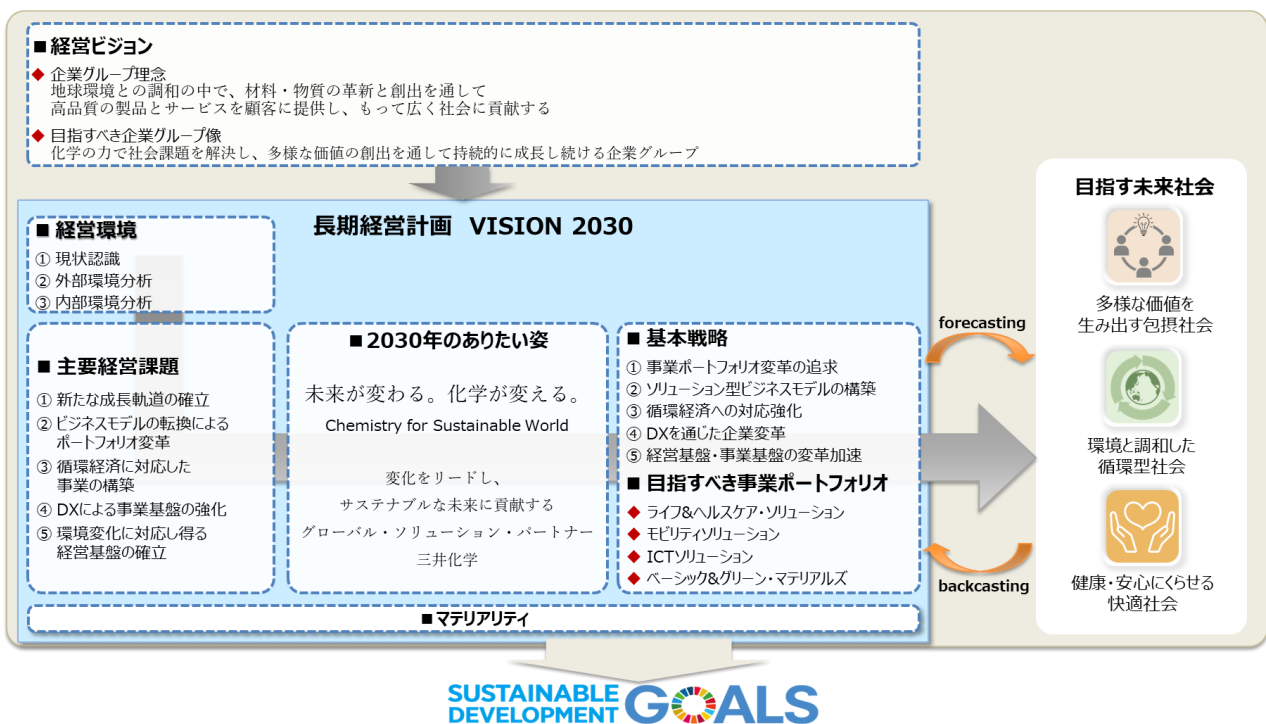 ■ 経営ビジョン
◆ 企業グループ理念
地球環境との調和の中で、材料・物質の革新と創出を通して
高品質の製品とサービスを顧客に提供し、もって広く社会に貢献する
◆ 目指すべき企業グループ像
化学の力で社会課題を解決し、多様な価値の創出を通して持続的に成長し続ける企業グループ
長期経営計画 VISION 2030
■ 経営環境
① 現状認識
② 外部環境分析
③ 内部環境分析
■ 主要経営課題
① 新たな成長軌道の確立
② ビジネスモデルの転換による
ポートフォリオ変革
③ 循環経済に対応した
事業の構築
④ DXによる事業基盤の強化
⑤ 環境変化に対応し得る
経営基盤の確立
■ 2030年のありたい姿
未来が変わる。化学が変える。
Chemistry for Sustainable World
変化をリードし、
サステナブルな未来に貢献する
グローバル・ソリューション・パートナー
三井化学
■ 基本戦略
① 事業ポートフォリオ変革の追求
② ソリューション型ビジネスモデルの構築
③ 循環経済への対応強化
④ DXを通じた企業変革
⑤ 経営基盤・事業基盤の変革加速
■ 目指すべき事業ポートフォリオ
◆ ライフ&ヘルスケア・ソリューション
◆ モビリティソリューション
◆ ICTソリューション
◆ ベーシック&グリーン・マテリアルズ
■ マテリアリティ
forecasting
backcasting
目指す未来社会
多様な価値を
生み出す包摂社会
環境と調和した
循環型社会
健康・安心にくらせる
快適社会
SUSTAINABLE
DEVELOPMENT
GOALS